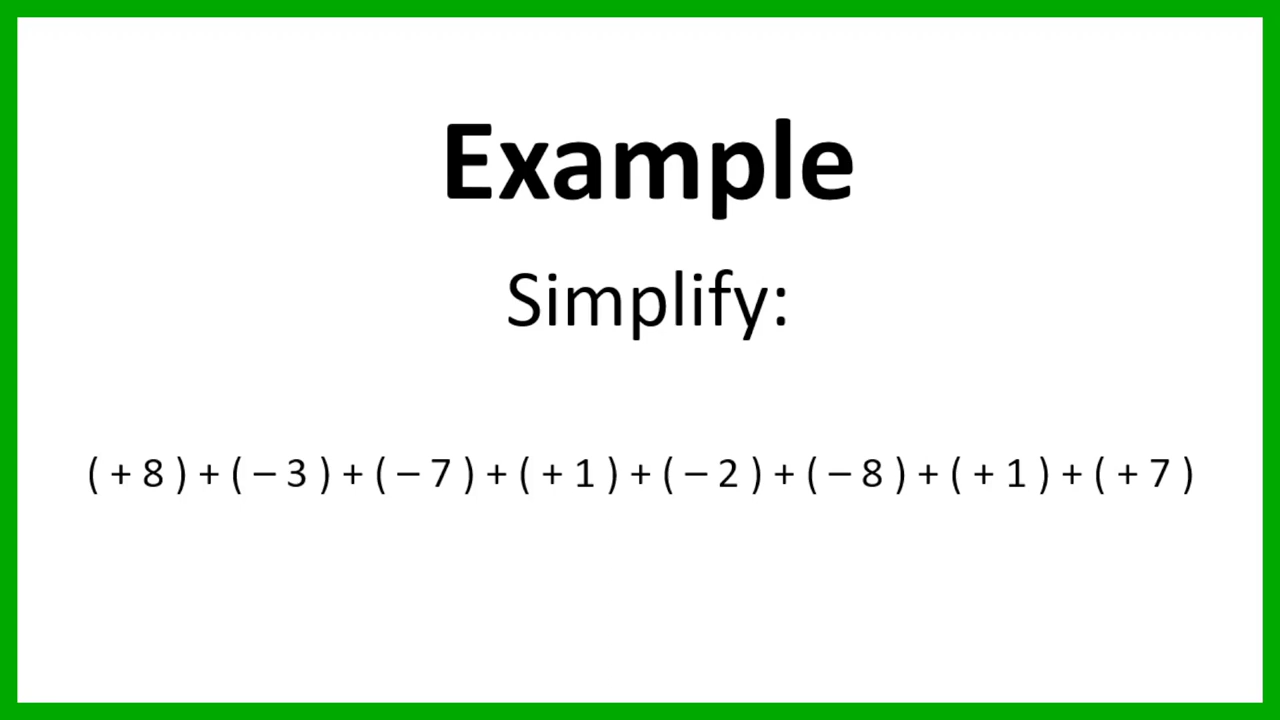 Example
Simplify:
( + 8 ) + ( – 3 ) + ( – 7 ) + ( + 1 ) + ( – 2 ) + ( – 8 ) + ( + 1 ) + ( + 7 )